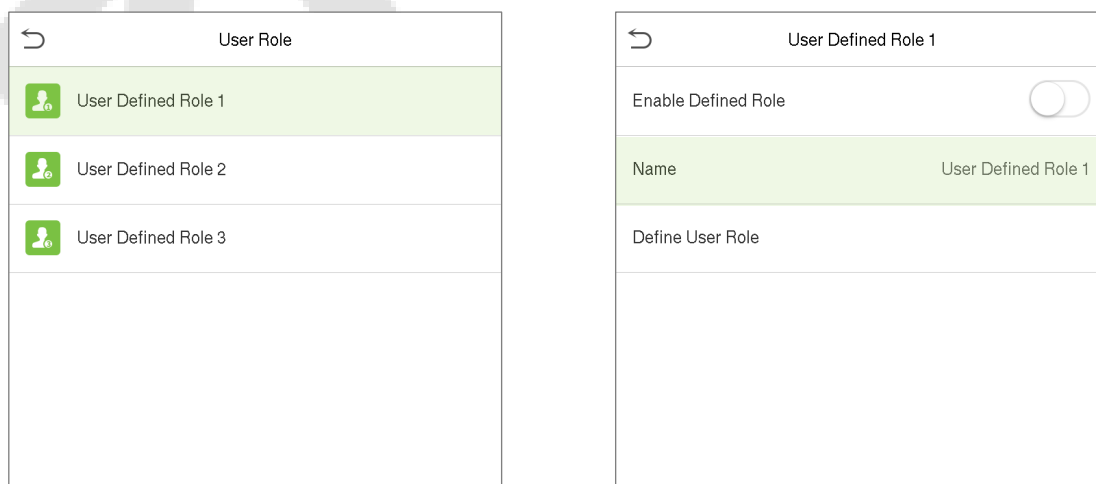 User Role
User Defined Role 1
User Defined Role 2
User Defined Role 3
User Defined Role 1
Enable Defined Role
Name User Defined Role 1
Define User Role